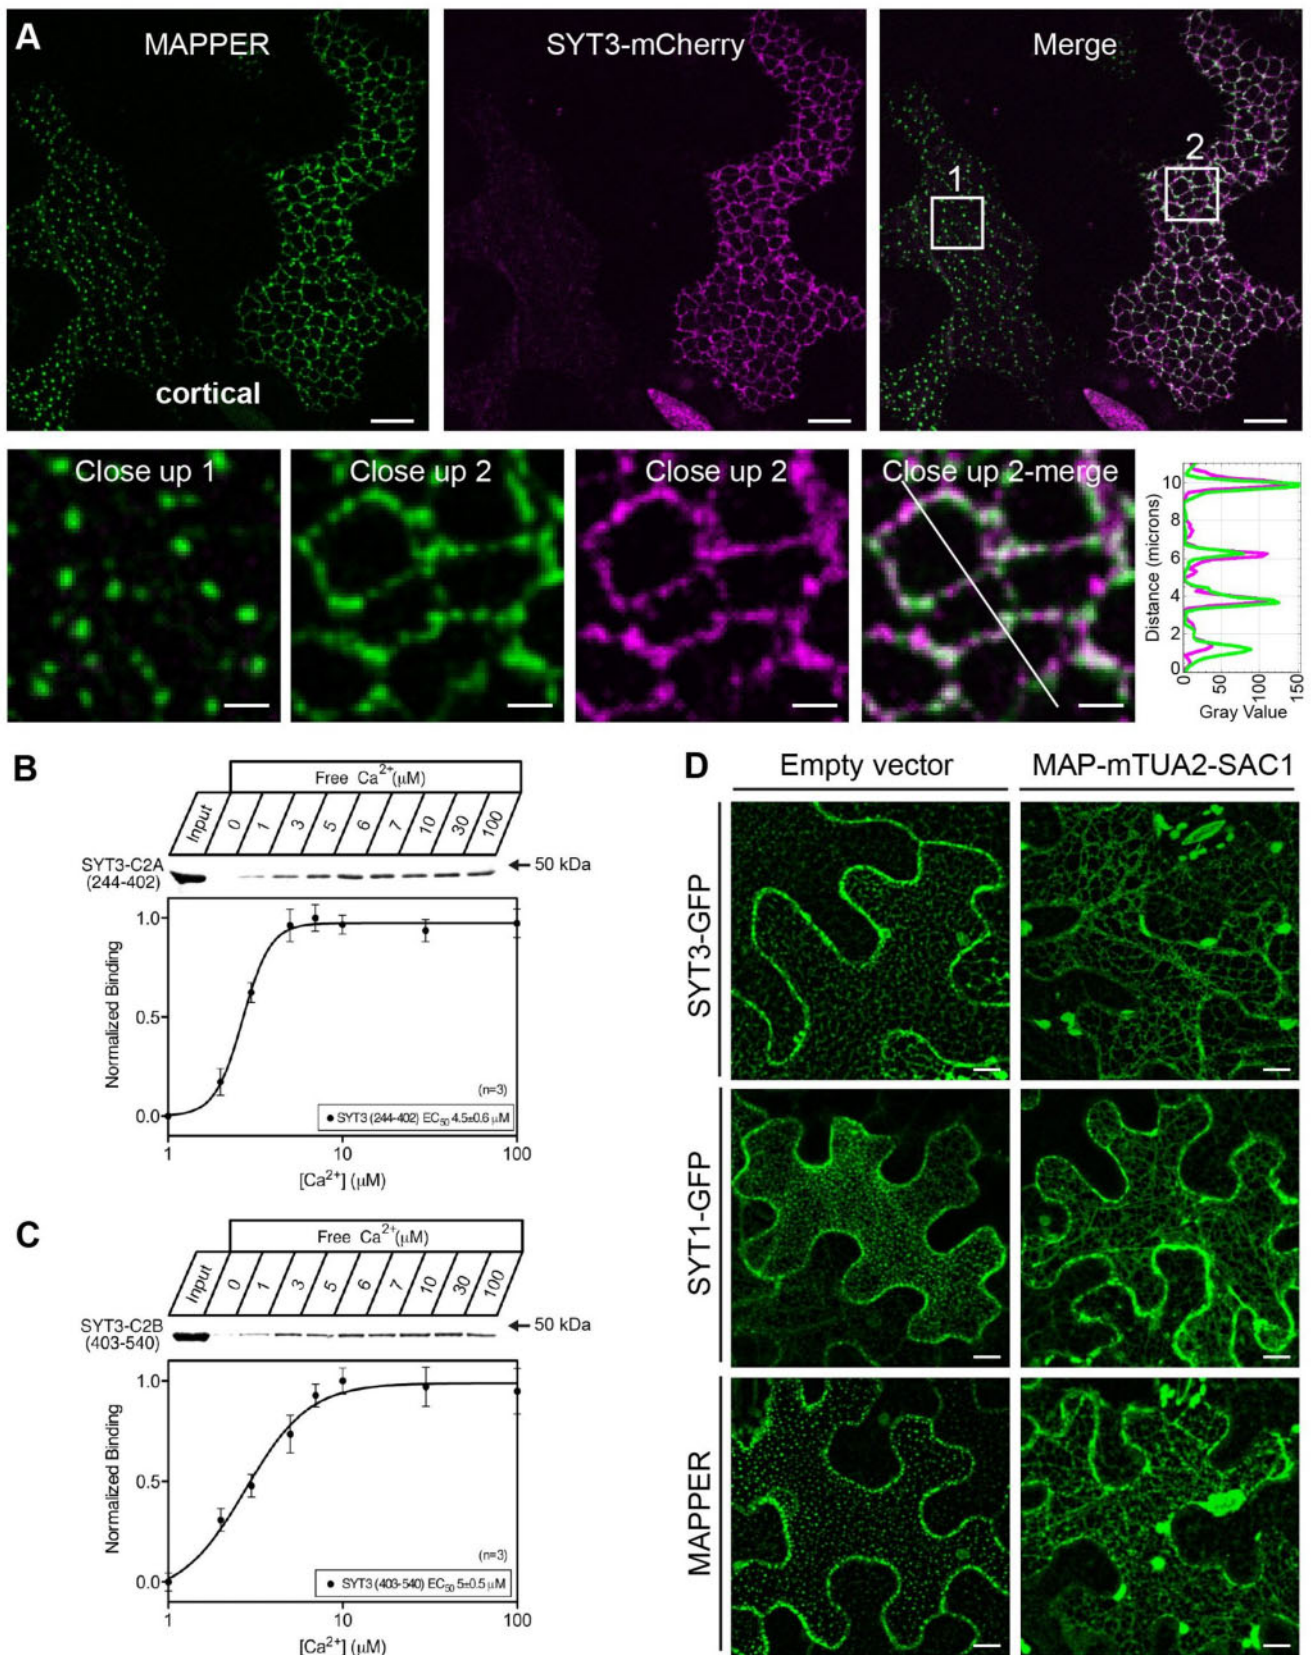 A
MAPPER
SYT3-mCherry
Merge
1
2
cortical
Close up 1
Close up 2
Close up 2
Close up 2-merge
Distance (microns)
10
8
6
4
2
0
0 50 100 150
Gray Value
B
Free Ca2+(μM)
Input 0 1 3 5 6 7 10 30 100
SYT3-C2A
(244-402)
50 kDa
Normalized Binding
1.0
0.5
0.0
(n=3)
SYT3 (244-402) EC50 4.5±0.6 μM
1 10 100
[Ca2+] (μM)
C
Free Ca2+(μM)
Input 0 1 3 5 6 7 10 30 100
SYT3-C2B
(403-540)
50 kDa
Normalized Binding
1.0
0.5
0.0
(n=3)
SYT3 (403-540) EC50 5±0.5 μM
1 10 100
[Ca2+] (μM)
D
Empty vector
MAP-mTUA2-SAC1
SYT3-GFP
SYT1-GFP
MAPPER